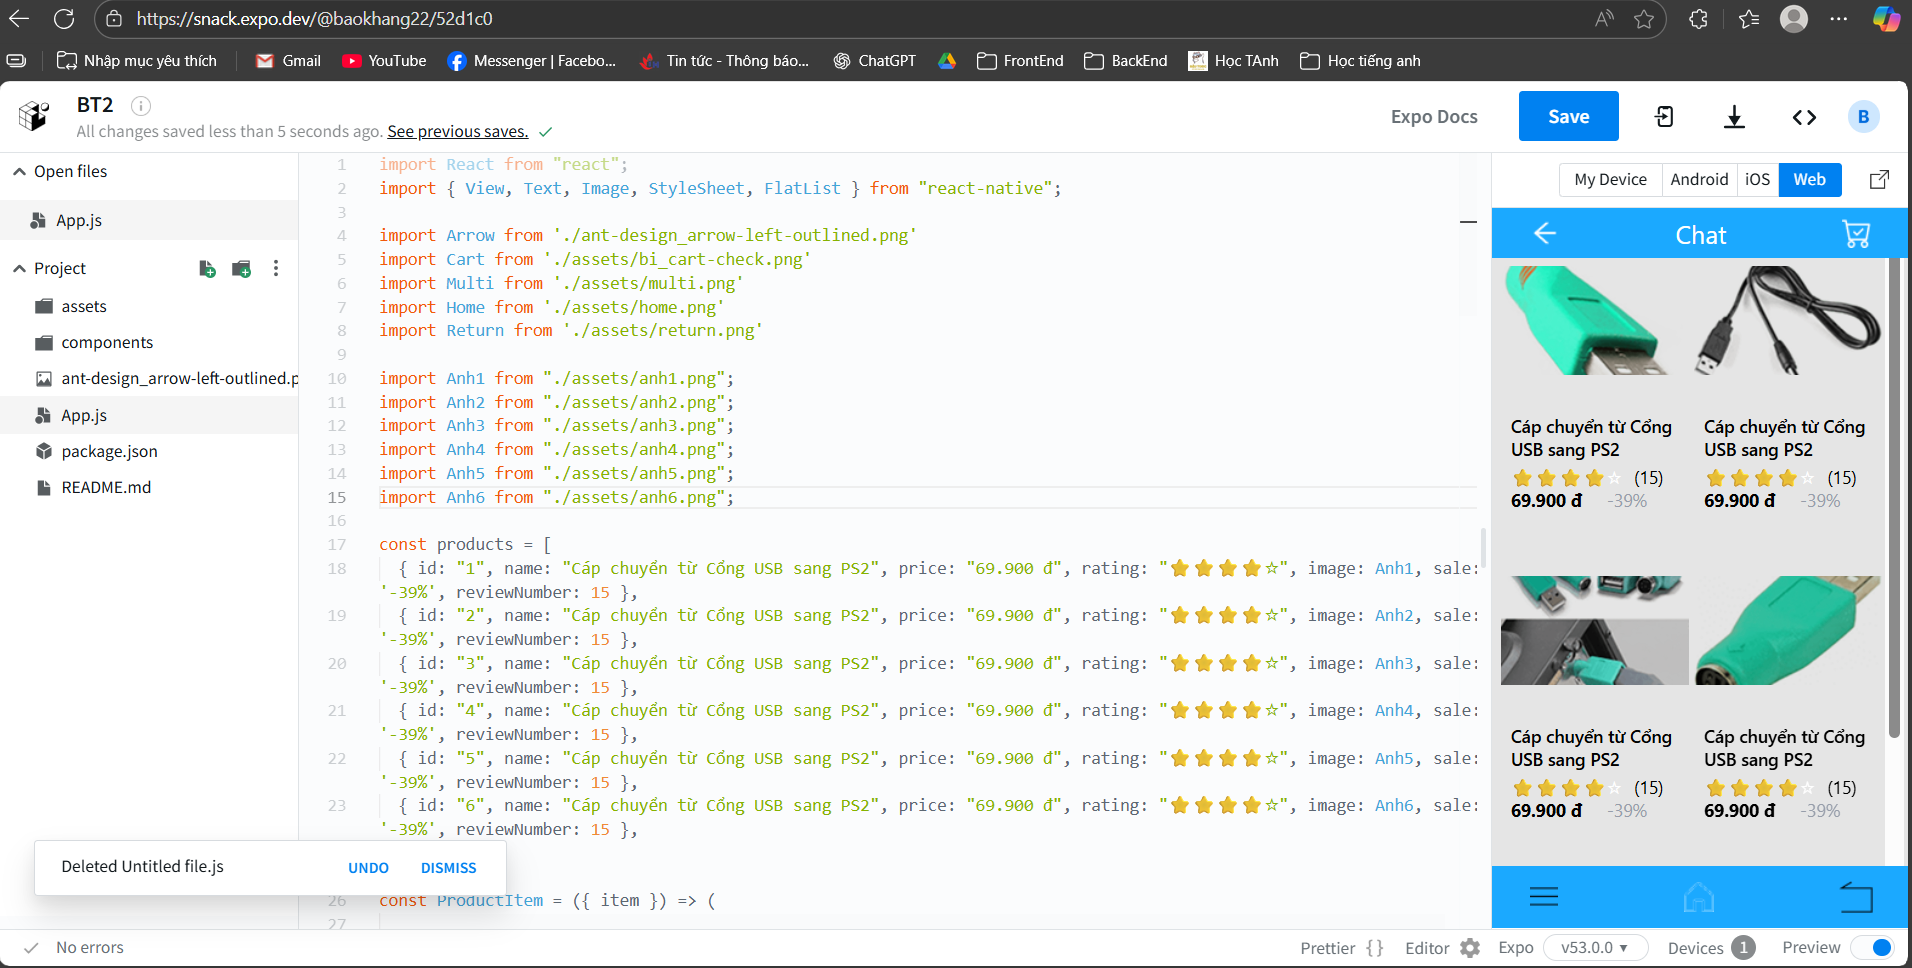 https://snack.expo.dev/@baokhang22/52d1c0
Nhập mục yêu thích
Gmail
YouTube
Messenger | Facebo...
Tin tức - Thông báo...
ChatGPT
FrontEnd
BackEnd
Học TAnh
Học tiếng anh
BT2
All changes saved less than 5 seconds ago. See previous saves.
Expo Docs
Save
B
Open files
App.js
Project
assets
components
ant-design_arrow-left-outlined.p
App.js
package.json
README.md
1 import React from "react";
2 import { View, Text, Image, StyleSheet, FlatList } from "react-native";
3
4 import Arrow from './ant-design_arrow-left-outlined.png'
5 import Cart from './assets/bi_cart-check.png'
6 import Multi from './assets/multi.png'
7 import Home from './assets/home.png'
8 import Return from './assets/return.png'
9
10 import Anh1 from "./assets/anh1.png";
11 import Anh2 from "./assets/anh2.png";
12 import Anh3 from "./assets/anh3.png";
13 import Anh4 from "./assets/anh4.png";
14 import Anh5 from "./assets/anh5.png";
15 import Anh6 from "./assets/anh6.png";
16
17 const products = [
18 { id: "1", name: "Cáp chuyển từ Cổng USB sang PS2", price: "69.900 đ", rating: "⭐⭐⭐⭐☆", image: Anh1, sale:
'-39%', reviewNumber: 15 },
19 { id: "2", name: "Cáp chuyển từ Cổng USB sang PS2", price: "69.900 đ", rating: "⭐⭐⭐⭐☆", image: Anh2, sale:
'-39%', reviewNumber: 15 },
20 { id: "3", name: "Cáp chuyển từ Cổng USB sang PS2", price: "69.900 đ", rating: "⭐⭐⭐⭐☆", image: Anh3, sale:
'-39%', reviewNumber: 15 },
21 { id: "4", name: "Cáp chuyển từ Cổng USB sang PS2", price: "69.900 đ", rating: "⭐⭐⭐⭐☆", image: Anh4, sale:
'-39%', reviewNumber: 15 },
22 { id: "5", name: "Cáp chuyển từ Cổng USB sang PS2", price: "69.900 đ", rating: "⭐⭐⭐⭐☆", image: Anh5, sale:
'-39%', reviewNumber: 15 },
23 { id: "6", name: "Cáp chuyển từ Cổng USB sang PS2", price: "69.900 đ", rating: "⭐⭐⭐⭐☆", image: Anh6, sale:
'-39%', reviewNumber: 15 },
26 const ProductItem = ({ item }) => (
27
Deleted Untitled file.js
UNDO
DISMISS
My Device
Android
iOS
Web
Chat
Cáp chuyển từ Cổng
USB sang PS2
⭐⭐⭐⭐☆ (15)
69.900 đ -39%
Cáp chuyển từ Cổng
USB sang PS2
⭐⭐⭐⭐☆ (15)
69.900 đ -39%
Cáp chuyển từ Cổng
USB sang PS2
⭐⭐⭐⭐☆ (15)
69.900 đ -39%
Cáp chuyển từ Cổng
USB sang PS2
⭐⭐⭐⭐☆ (15)
69.900 đ -39%
No errors
Prettier { }
Editor
Expo
v53.0.0
Devices 1
Preview